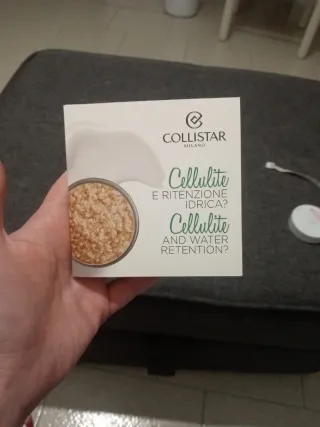 COLLISTAR
MILANO
Cellulite
E RITENZIONE
IDRICA?
Cellulite
AND WATER
RETENTION?